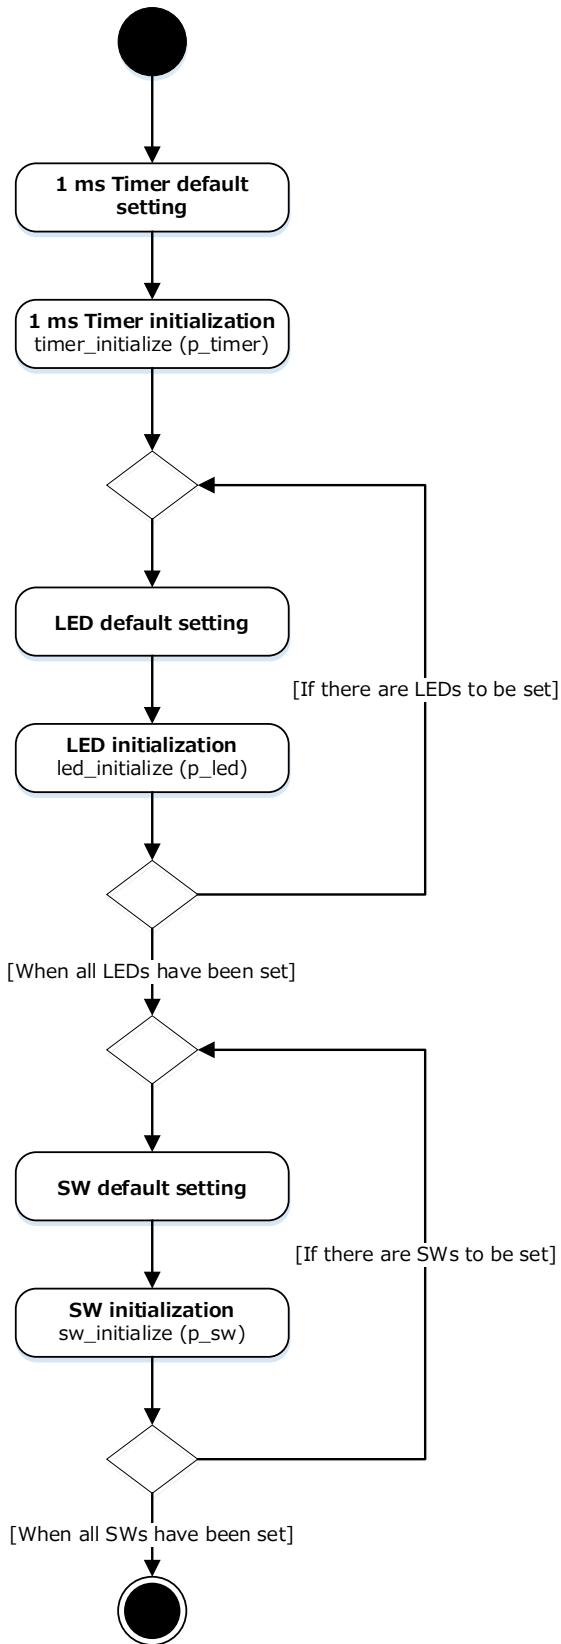 1 ms Timer default
setting
1 ms Timer initialization
timer_initialize (p_timer)
LED default setting
[If there are LEDs to be set]
LED initialization
led_initialize (p_led)
[When all LEDs have been set]
SW default setting
[If there are SWs to be set]
SW initialization
sw_initialize (p_sw)
[When all SWs have been set]